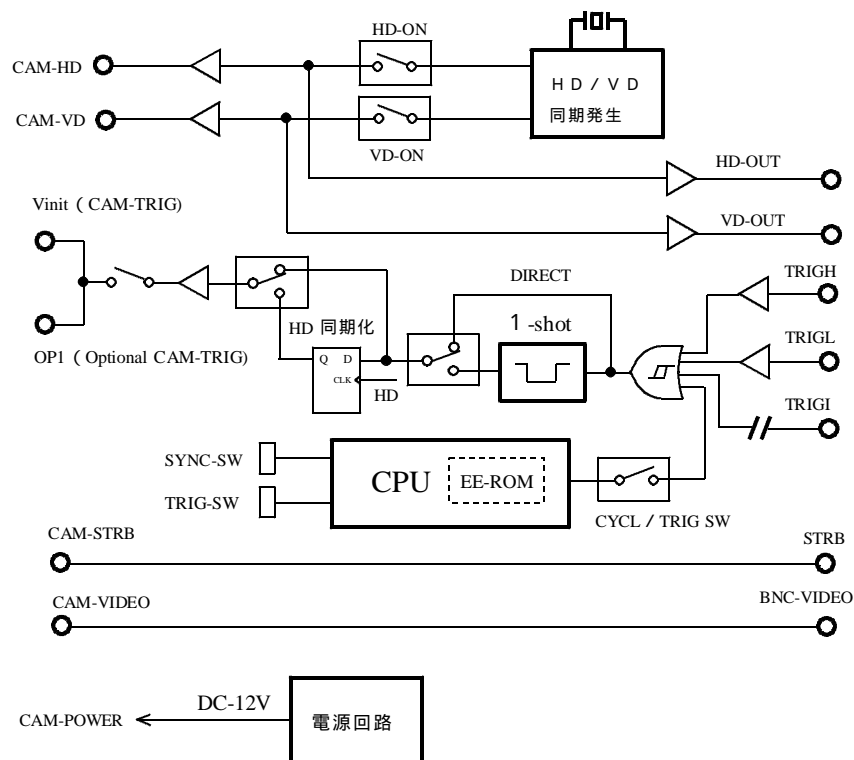 HD-ON
CAM-HD
HD/VD
同期発生
CAM-VD
VD-ON
HD-OUT
Vinit (CAM-TRIG)
VD-OUT
DIRECT
TRIGH
HD 同期化
1-shot
OP1 (Optional CAM-TRIG)
Q D
CLK
HD
TRIGL
TRIGI
SYNC-SW
CPU
EE-ROM
TRIG-SW
CYCL / TRIG SW
CAM-STRB
STRB
CAM-VIDEO
BNC-VIDEO
DC-12V
CAM-POWER
電源回路